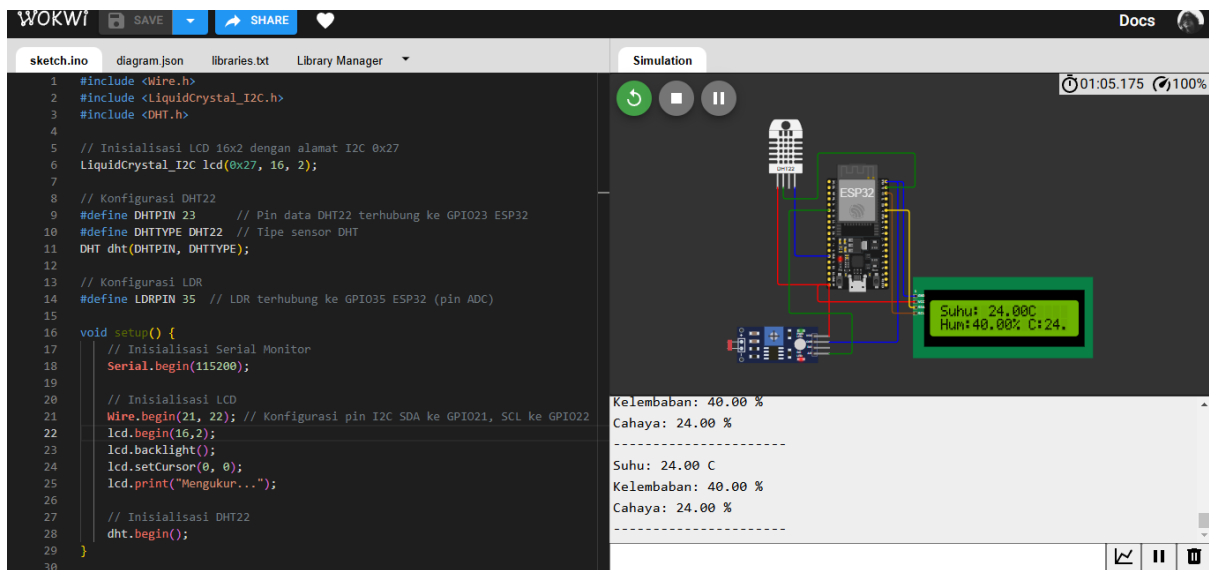 WOKWI SAVE SHARE Docs
sketch.ino diagram.json libraries.txt Library Manager
1 #include <Wire.h>
2 #include <LiquidCrystal_I2C.h>
3 #include <DHT.h>
4
5 // Inisialisasi LCD 16x2 dengan alamat I2C 0x27
6 LiquidCrystal_I2C lcd(0x27, 16, 2);
7
8 // Konfigurasi DHT22
9 #define DHTPIN 23 // Pin data DHT22 terhubung ke GPIO23 ESP32
10 #define DHTTYPE DHT22 // Tipe sensor DHT
11 DHT dht(DHTPIN, DHTTYPE);
12
13 // Konfigurasi LDR
14 #define LDRPIN 35 // LDR terhubung ke GPIO35 ESP32 (pin ADC)
15
16 void setup() {
17 // Inisialisasi Serial Monitor
18 Serial.begin(115200);
19
20 // Inisialisasi LCD
21 Wire.begin(21, 22); // Konfigurasi pin I2C SDA ke GPIO21, SCL ke GPIO22
22 lcd.begin(16,2);
23 lcd.backlight();
24 lcd.setCursor(0, 0);
25 lcd.print("Mengukur...");
26
27 // Inisialisasi DHT22
28 dht.begin();
29 }
30
Simulation
01:05.175 100%
DHT22
ESP32
Suhu: 24.00C
Hum:40.00% C:24.
Kelembaban: 40.00 %
Cahaya: 24.00 %
----------------------
Suhu: 24.00 C
Kelembaban: 40.00 %
Cahaya: 24.00 %
----------------------